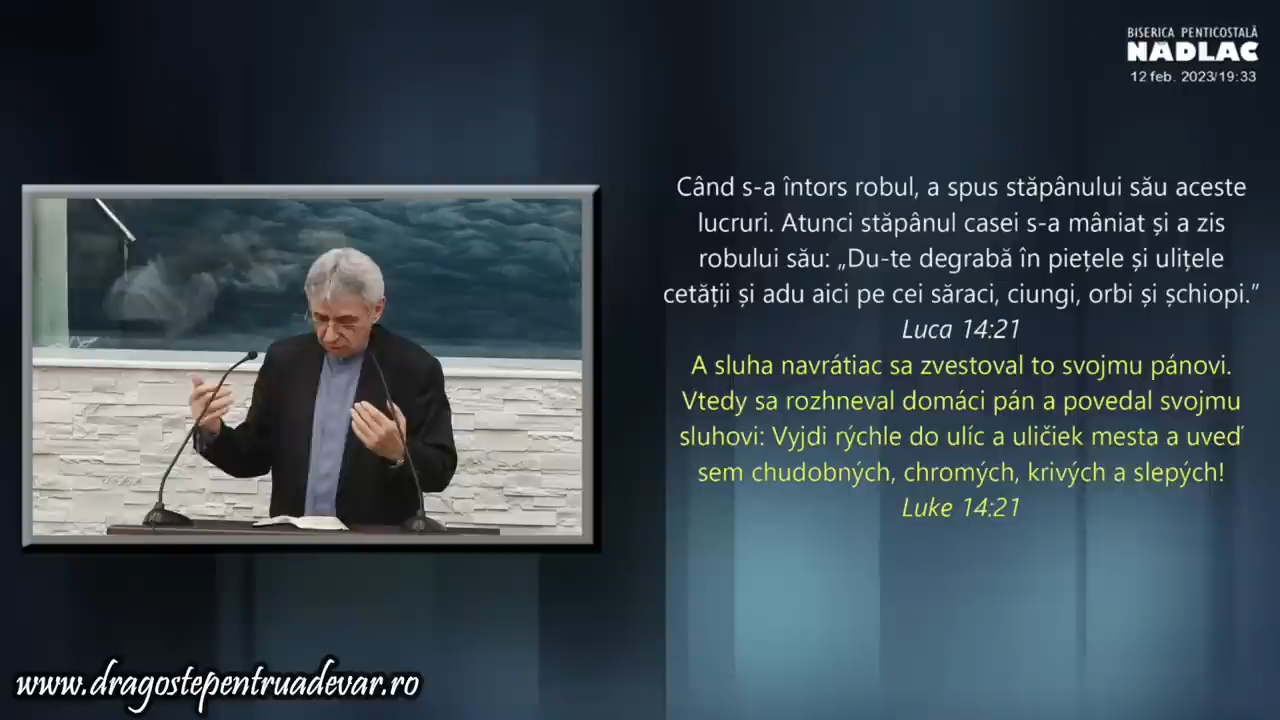 BISERICA PENTICOSTALĂ
NĂDLAC
12 feb. 2023/19:33
Când s-a întors robul, a spus stăpânului său aceste
lucruri. Atunci stăpânul casei s-a mâniat și a zis
robului său: „Du-te degrabă în piețele și ulițele
cetății și adu aici pe cei săraci, ciungi, orbi și șchiopi.”
Luca 14:21
A sluha navrátiac sa zvestoval to svojmu pánovi.
Vtedy sa rozhneval domáci pán a povedal svojmu
sluhovi: Vyjdi rýchle do ulíc a uličiek mesta a uveď
sem chudobných, chromých, krivých a slepých!
Luke 14:21
www.dragostepentruadevar.ro